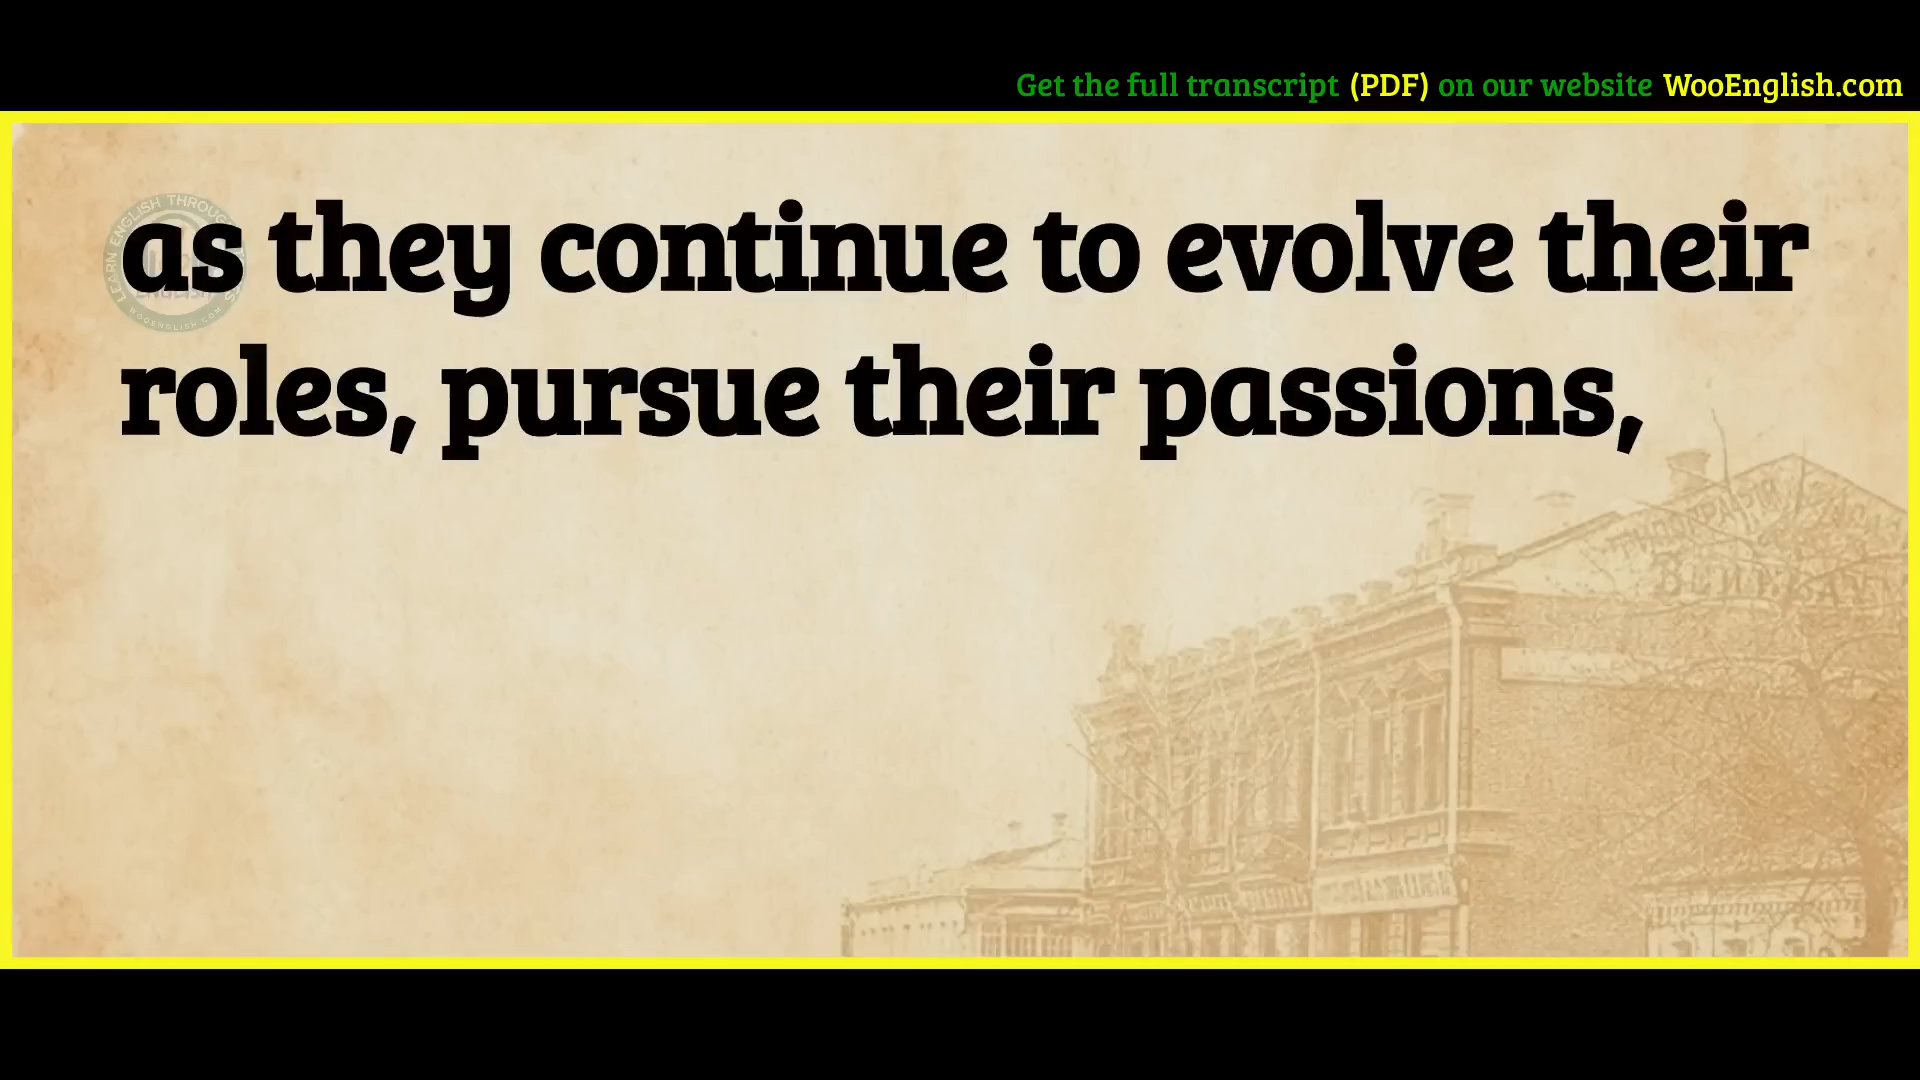 Get the full transcript (PDF) on our website WooEnglish.com
as they continue to evolve their
roles, pursue their passions,